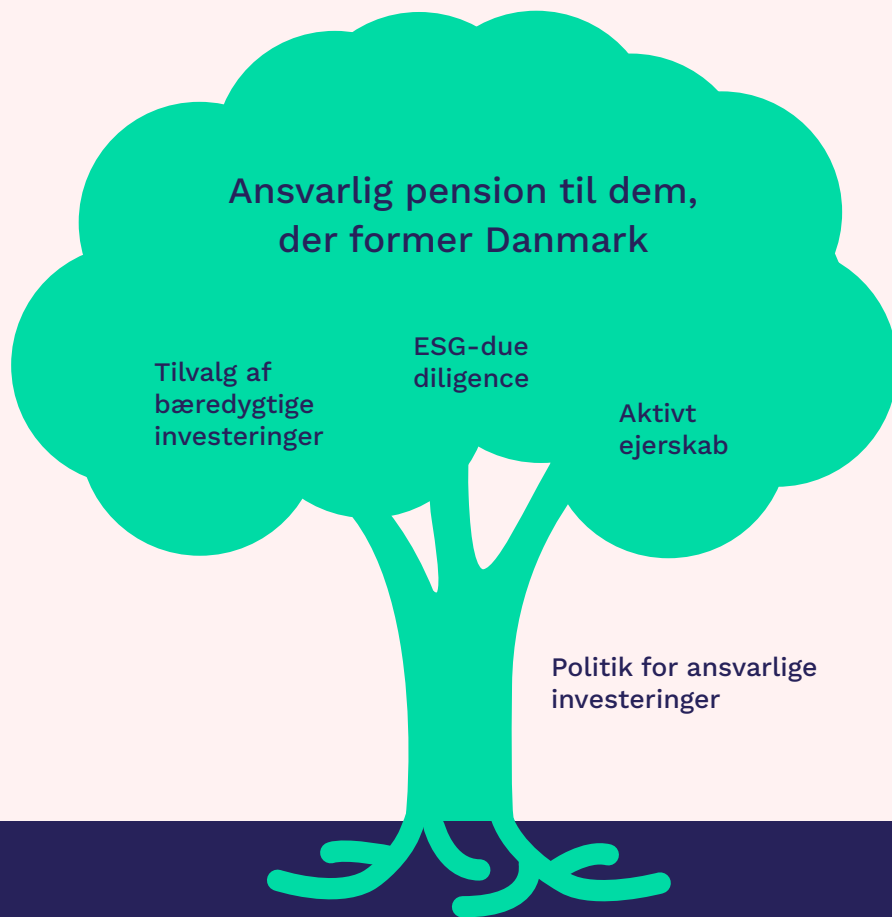 Ansvarlig pension til dem,
der former Danmark
Tilvalg af
bæredygtige
investeringer
ESG-due
diligence
Aktivt
ejerskab
Politik for ansvarlige
investeringer